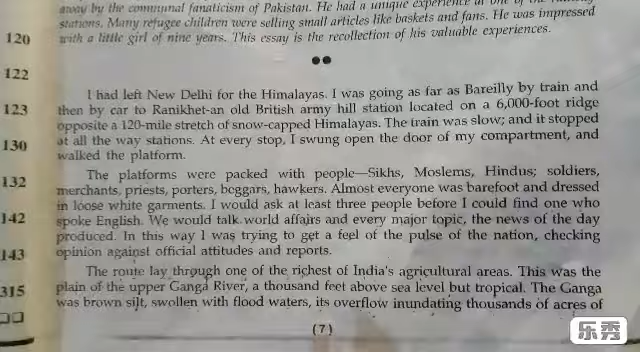 away by the communal fanaticism of Pakistan. He had a unique experience at one of the
stations. Many refugee children were selling small articles like baskets and fans. He was impressed
with a little girl of nine years. This essay is the recollection of his valuable experiences.
120
122
I had left New Delhi for the Himalayas. I was going as far as Bareilly by train and
123
then by car to Ranikhet-an old British army hill station located on a 6,000-foot ridge
opposite a 120-mile stretch of snow-capped Himalayas. The train was slow; and it stopped
130
at all the way stations. At every stop, I swung open the door of my compartment, and
walked the platform.
132
The platforms were packed with people—Sikhs, Moslems, Hindus; soldiers,
merchants, priests, porters, beggars, hawkers. Almost everyone was barefoot and dressed
in loose white garments. I would ask at least three people before I could find one who
142
spoke English. We would talk world affairs and every major topic, the news of the day
produced. In this way I was trying to get a feel of the pulse of the nation, checking
143
opinion against official attitudes and reports.
The route lay through one of the richest of India's agricultural areas. This was the
315
plain of the upper Ganga River, a thousand feet above sea level but tropical. The Ganga
was brown silt, swollen with flood waters, its overflow inundating thousands of acres of
(7)
乐秀